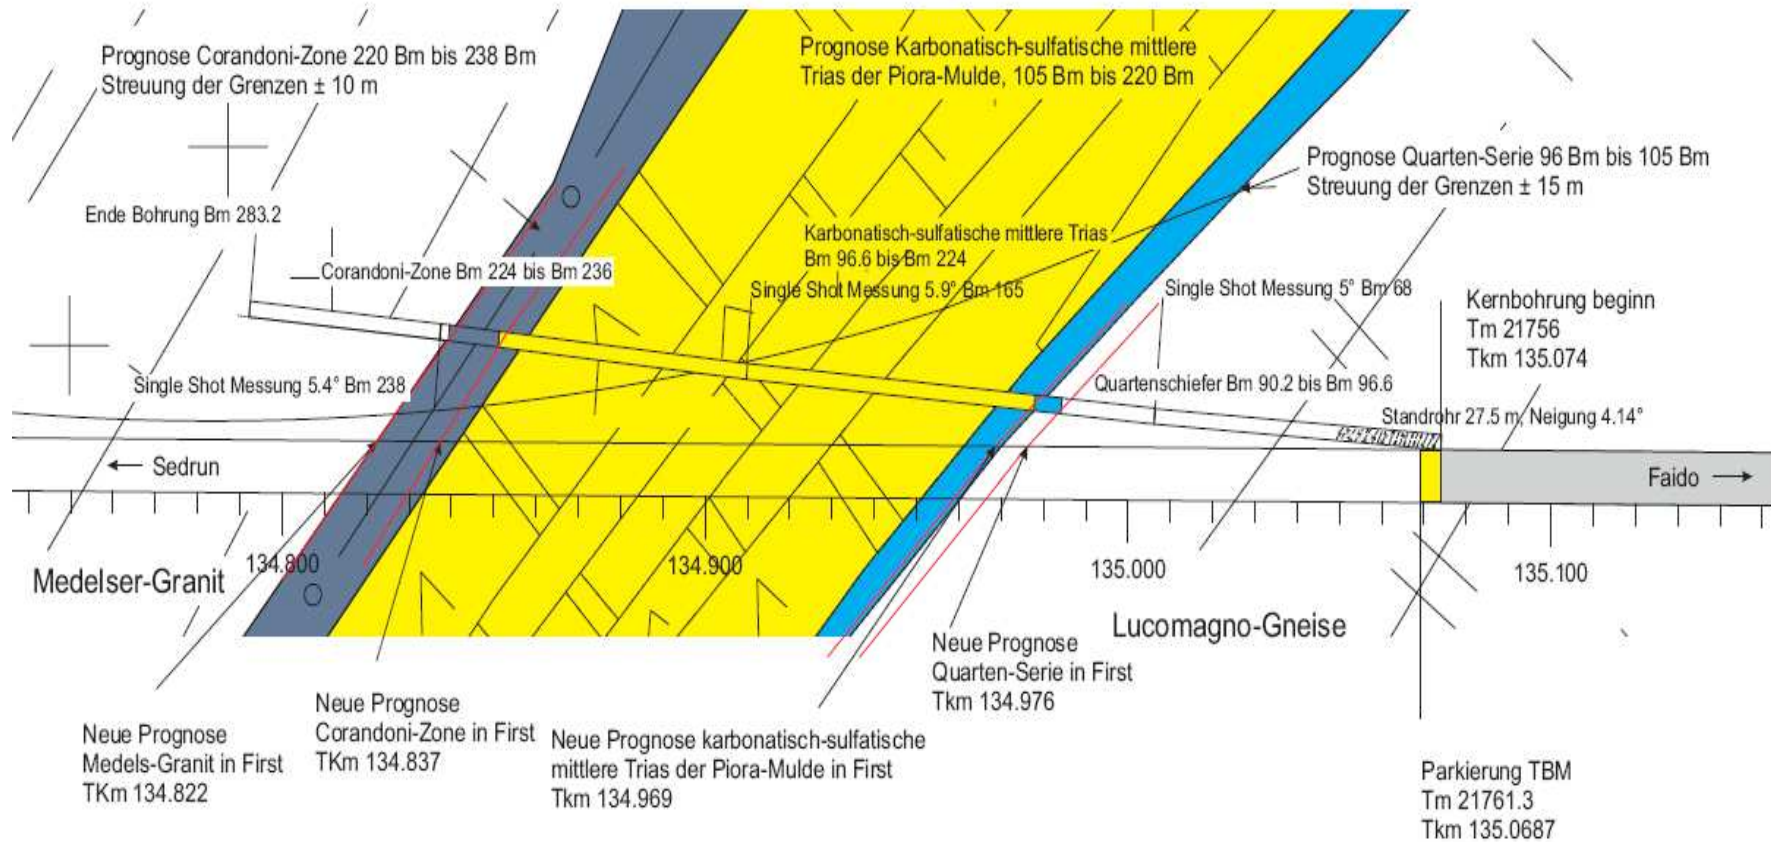 Prognose Corandoni-Zone 220 Bm bis 238 Bm
Streuung der Grenzen ± 10 m
Prognose Karbonatisch-sulfatische mittlere
Trias der Piora-Mulde, 105 Bm bis 220 Bm
Prognose Quarten-Serie 96 Bm bis 105 Bm
Streuung der Grenzen ± 15 m
Ende Bohrung Bm 283.2
Karbonatisch-sulfatische mittlere Trias
Bm 96.6 bis Bm 224
Corandoni-Zone Bm 224 bis Bm 236
Single Shot Messung 5.9° Bm 165
Single Shot Messung 5° Bm 68
Kernbohrung beginn
Tm 21756
Tkm 135.074
Single Shot Messung 5.4° Bm 238
Quartenschiefer Bm 90.2 bis Bm 96.6
Standrohr 27.5 m, Neigung 4.14°
Sedrun
Faido
134.800
134.900
135.000
135.100
Medelser-Granit
Lucomagno-Gneise
Neue Prognose
Medels-Granit in First
TKm 134.822
Neue Prognose
Corandoni-Zone in First
TKm 134.837
Neue Prognose karbonatisch-sulfatische
mittlere Trias der Piora-Mulde in First
Tkm 134.969
Neue Prognose
Quarten-Serie in First
Tkm 134.976
Parkierung TBM
Tm 21761.3
Tkm 135.0687